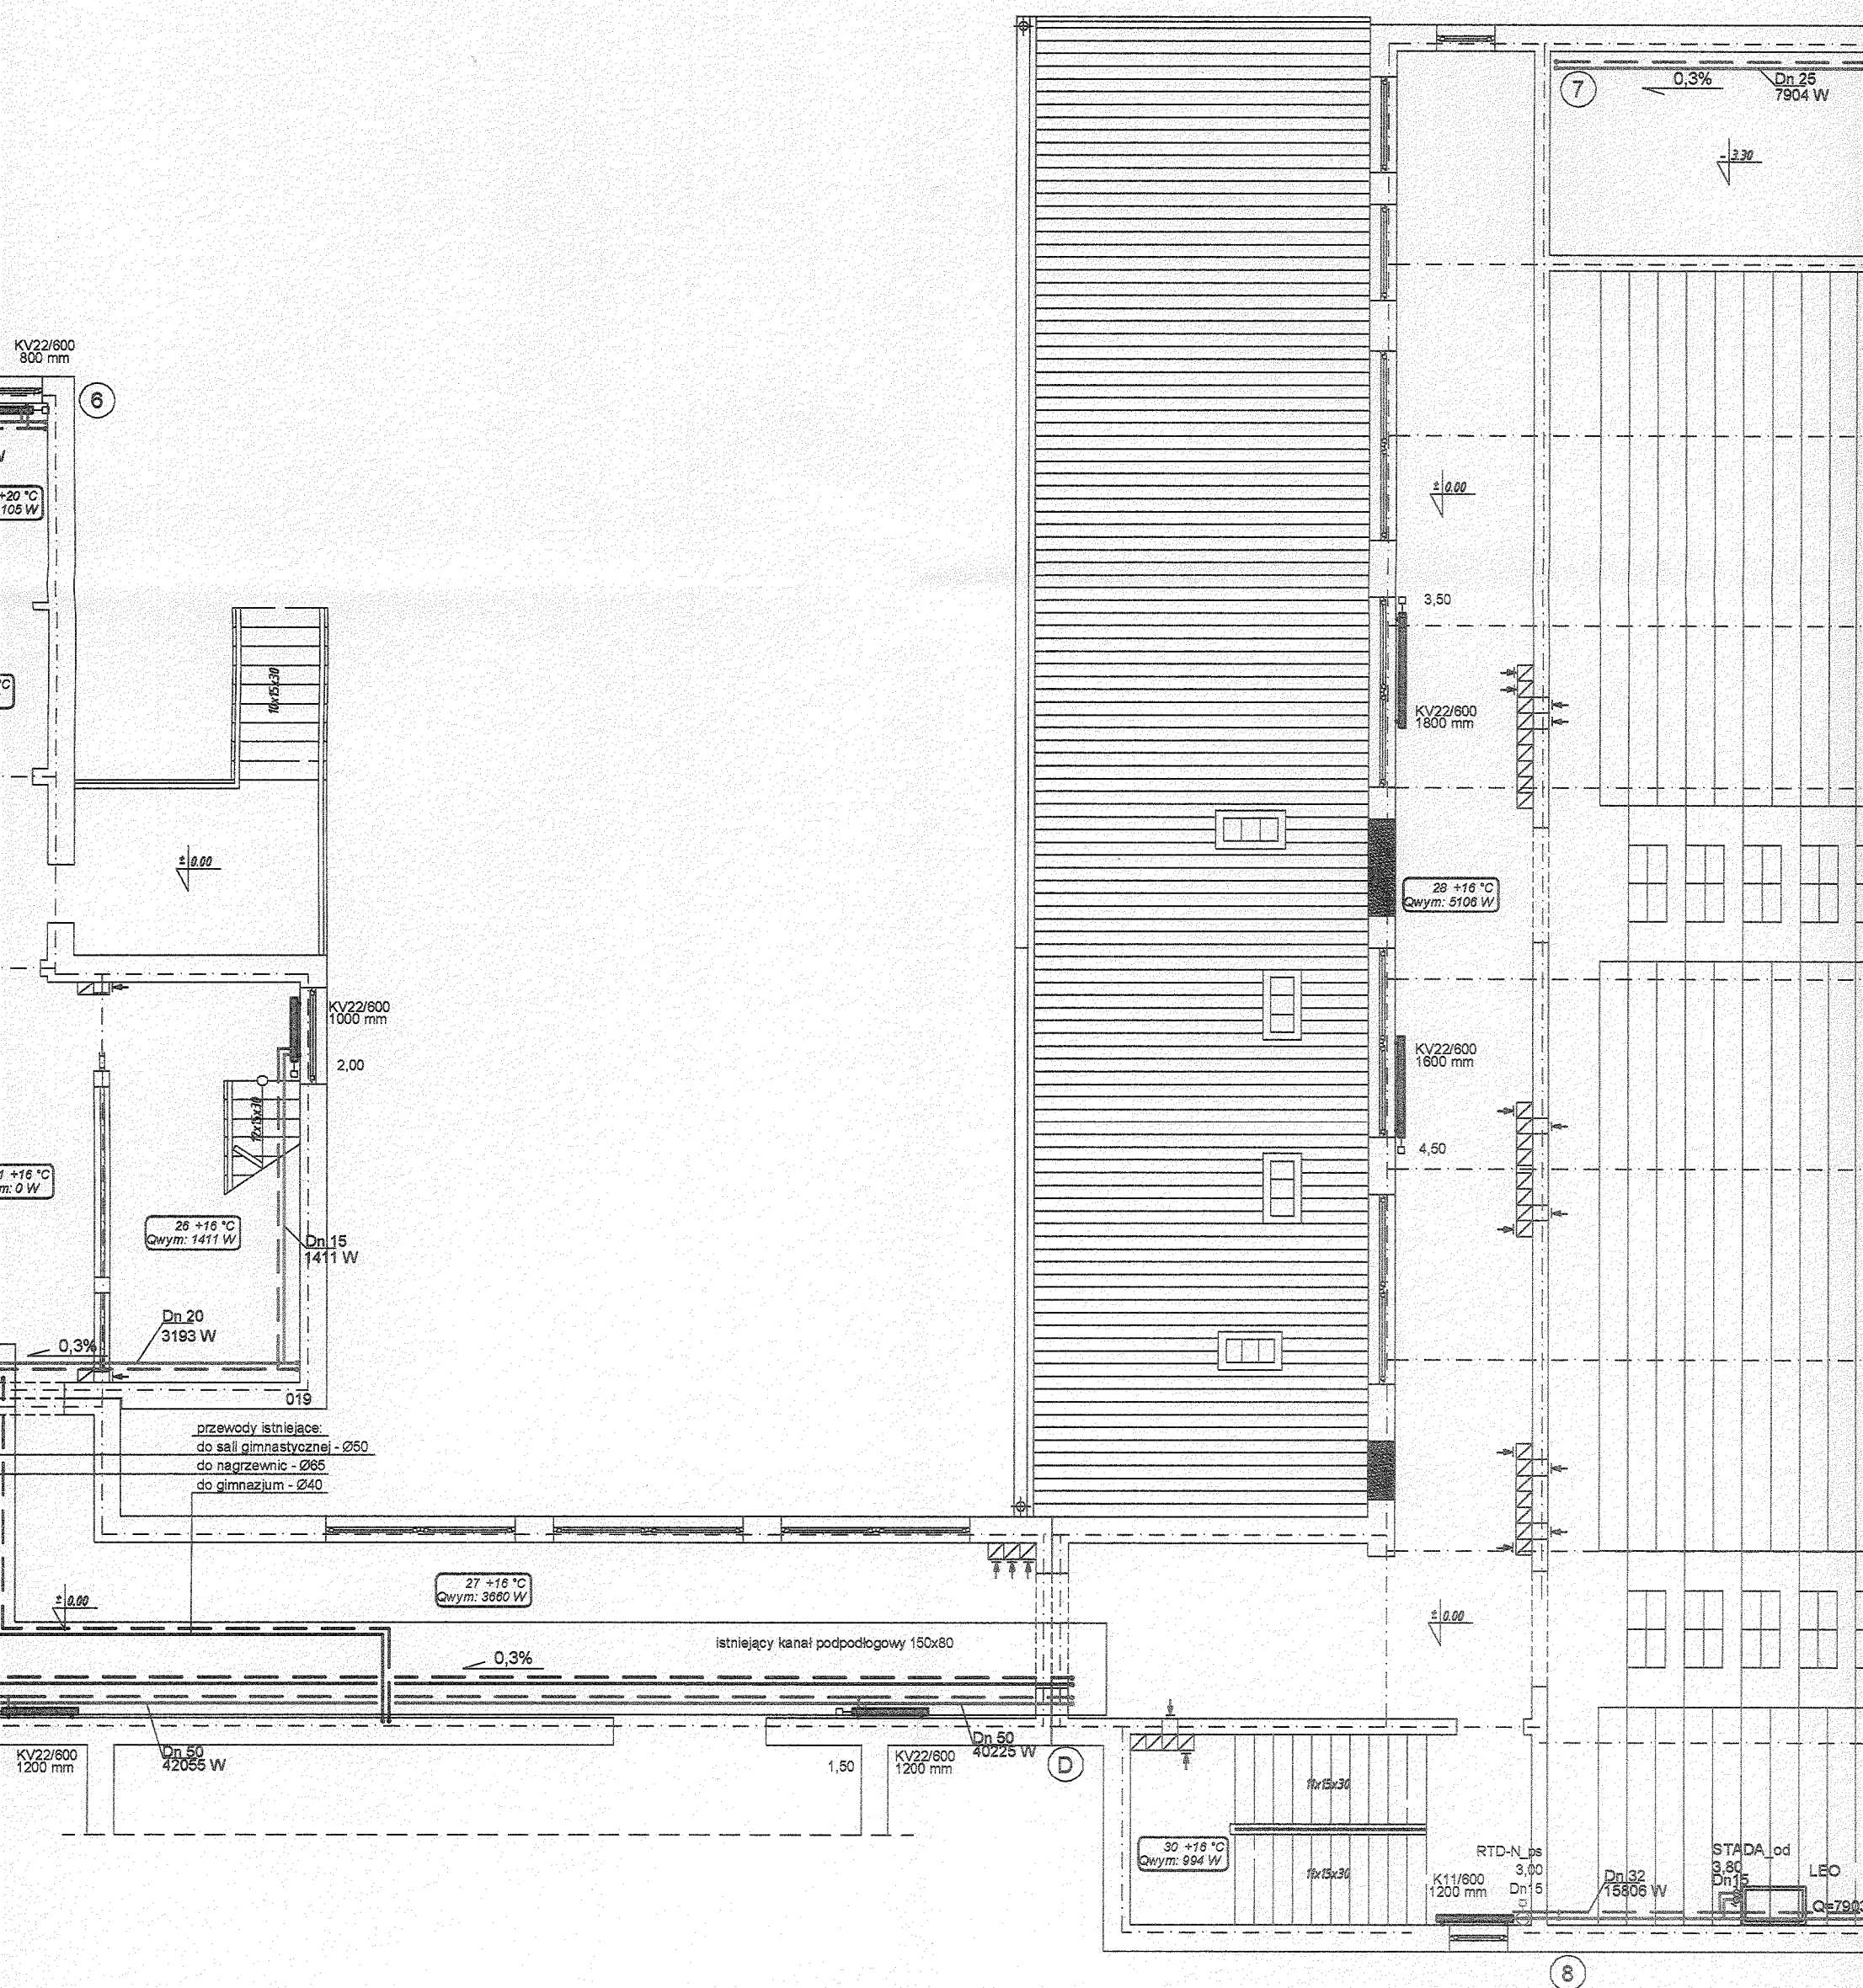 7
0,3%
Dn 25
7904 W
- 3.30
KV22/600
800 mm
6
+20 °C
105 W
± 0.00
3,50
10x15x30
KV22/600
1800 mm
± 0.00
28 +16 °C
Qwym: 5106 W
KV22/600
1000 mm
2,00
KV22/600
1600 mm
4,50
12x15x30
1 +16 °C
m: 0 W
26 +16 °C
Qwym: 1411 W
Dn 15
1411 W
Dn 20
3193 W
0,3%
019
przewody istniejące:
do sali gimnastycznej - Ø50
do nagrzewnic - Ø65
do gimnazjum - Ø40
27 +16 °C
Qwym: 3660 W
± 0.00
± 0.00
istniejący kanał podpodłogowy 150x80
0,3%
KV22/600
1200 mm
Dn 50
42055 W
1,50
KV22/600
1200 mm
Dn 50
40225 W
D
11x15x30
30 +16 °C
Qwym: 994 W
11x15x30
RTD-N_ps
3,00
Dn15
K11/600
1200 mm
Dn 32
15806 W
STADA_od
3,80
Dn15
LEO
Q=7903
8